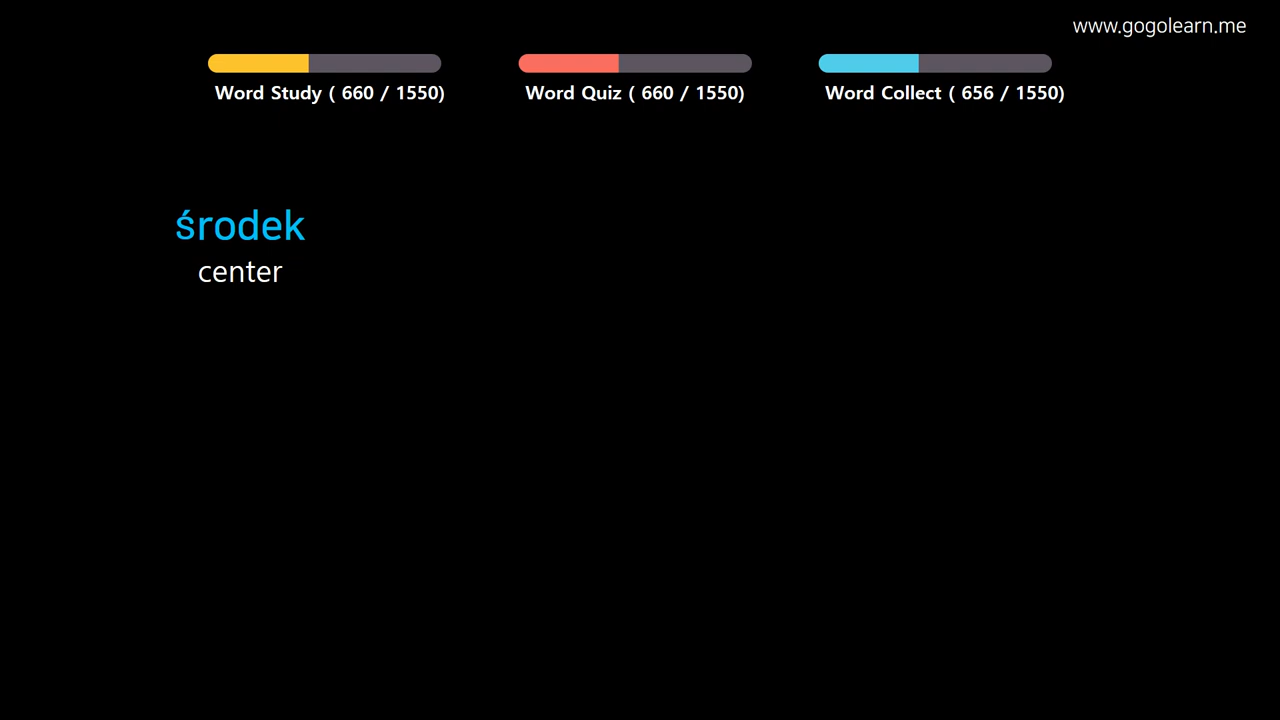 www.gogolearn.me
Word Study ( 660 / 1550)
Word Quiz ( 660 / 1550)
Word Collect ( 656 / 1550)
środek
center